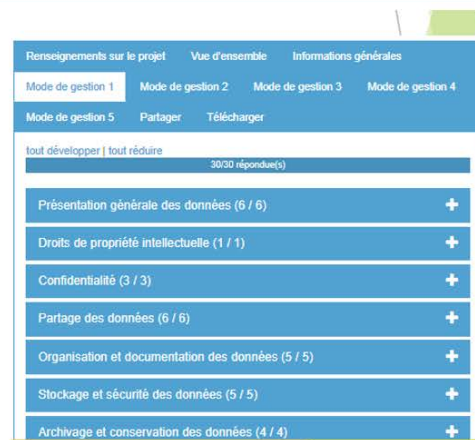 Renseignements sur le projet Vue d'ensemble Informations générales
Mode de gestion 1 Mode de gestion 2 Mode de gestion 3 Mode de gestion 4
Mode de gestion 5 Partager Télécharger
tout développer | tout réduire
30/30 répondue(s)
Présentation générale des données (6 / 6)
Droits de propriété intellectuelle (1 / 1)
Confidentialité (3 / 3)
Partage des données (6 / 6)
Organisation et documentation des données (5 / 5)
Stockage et sécurité des données (5 / 5)
Archivage et conservation des données (4 / 4)